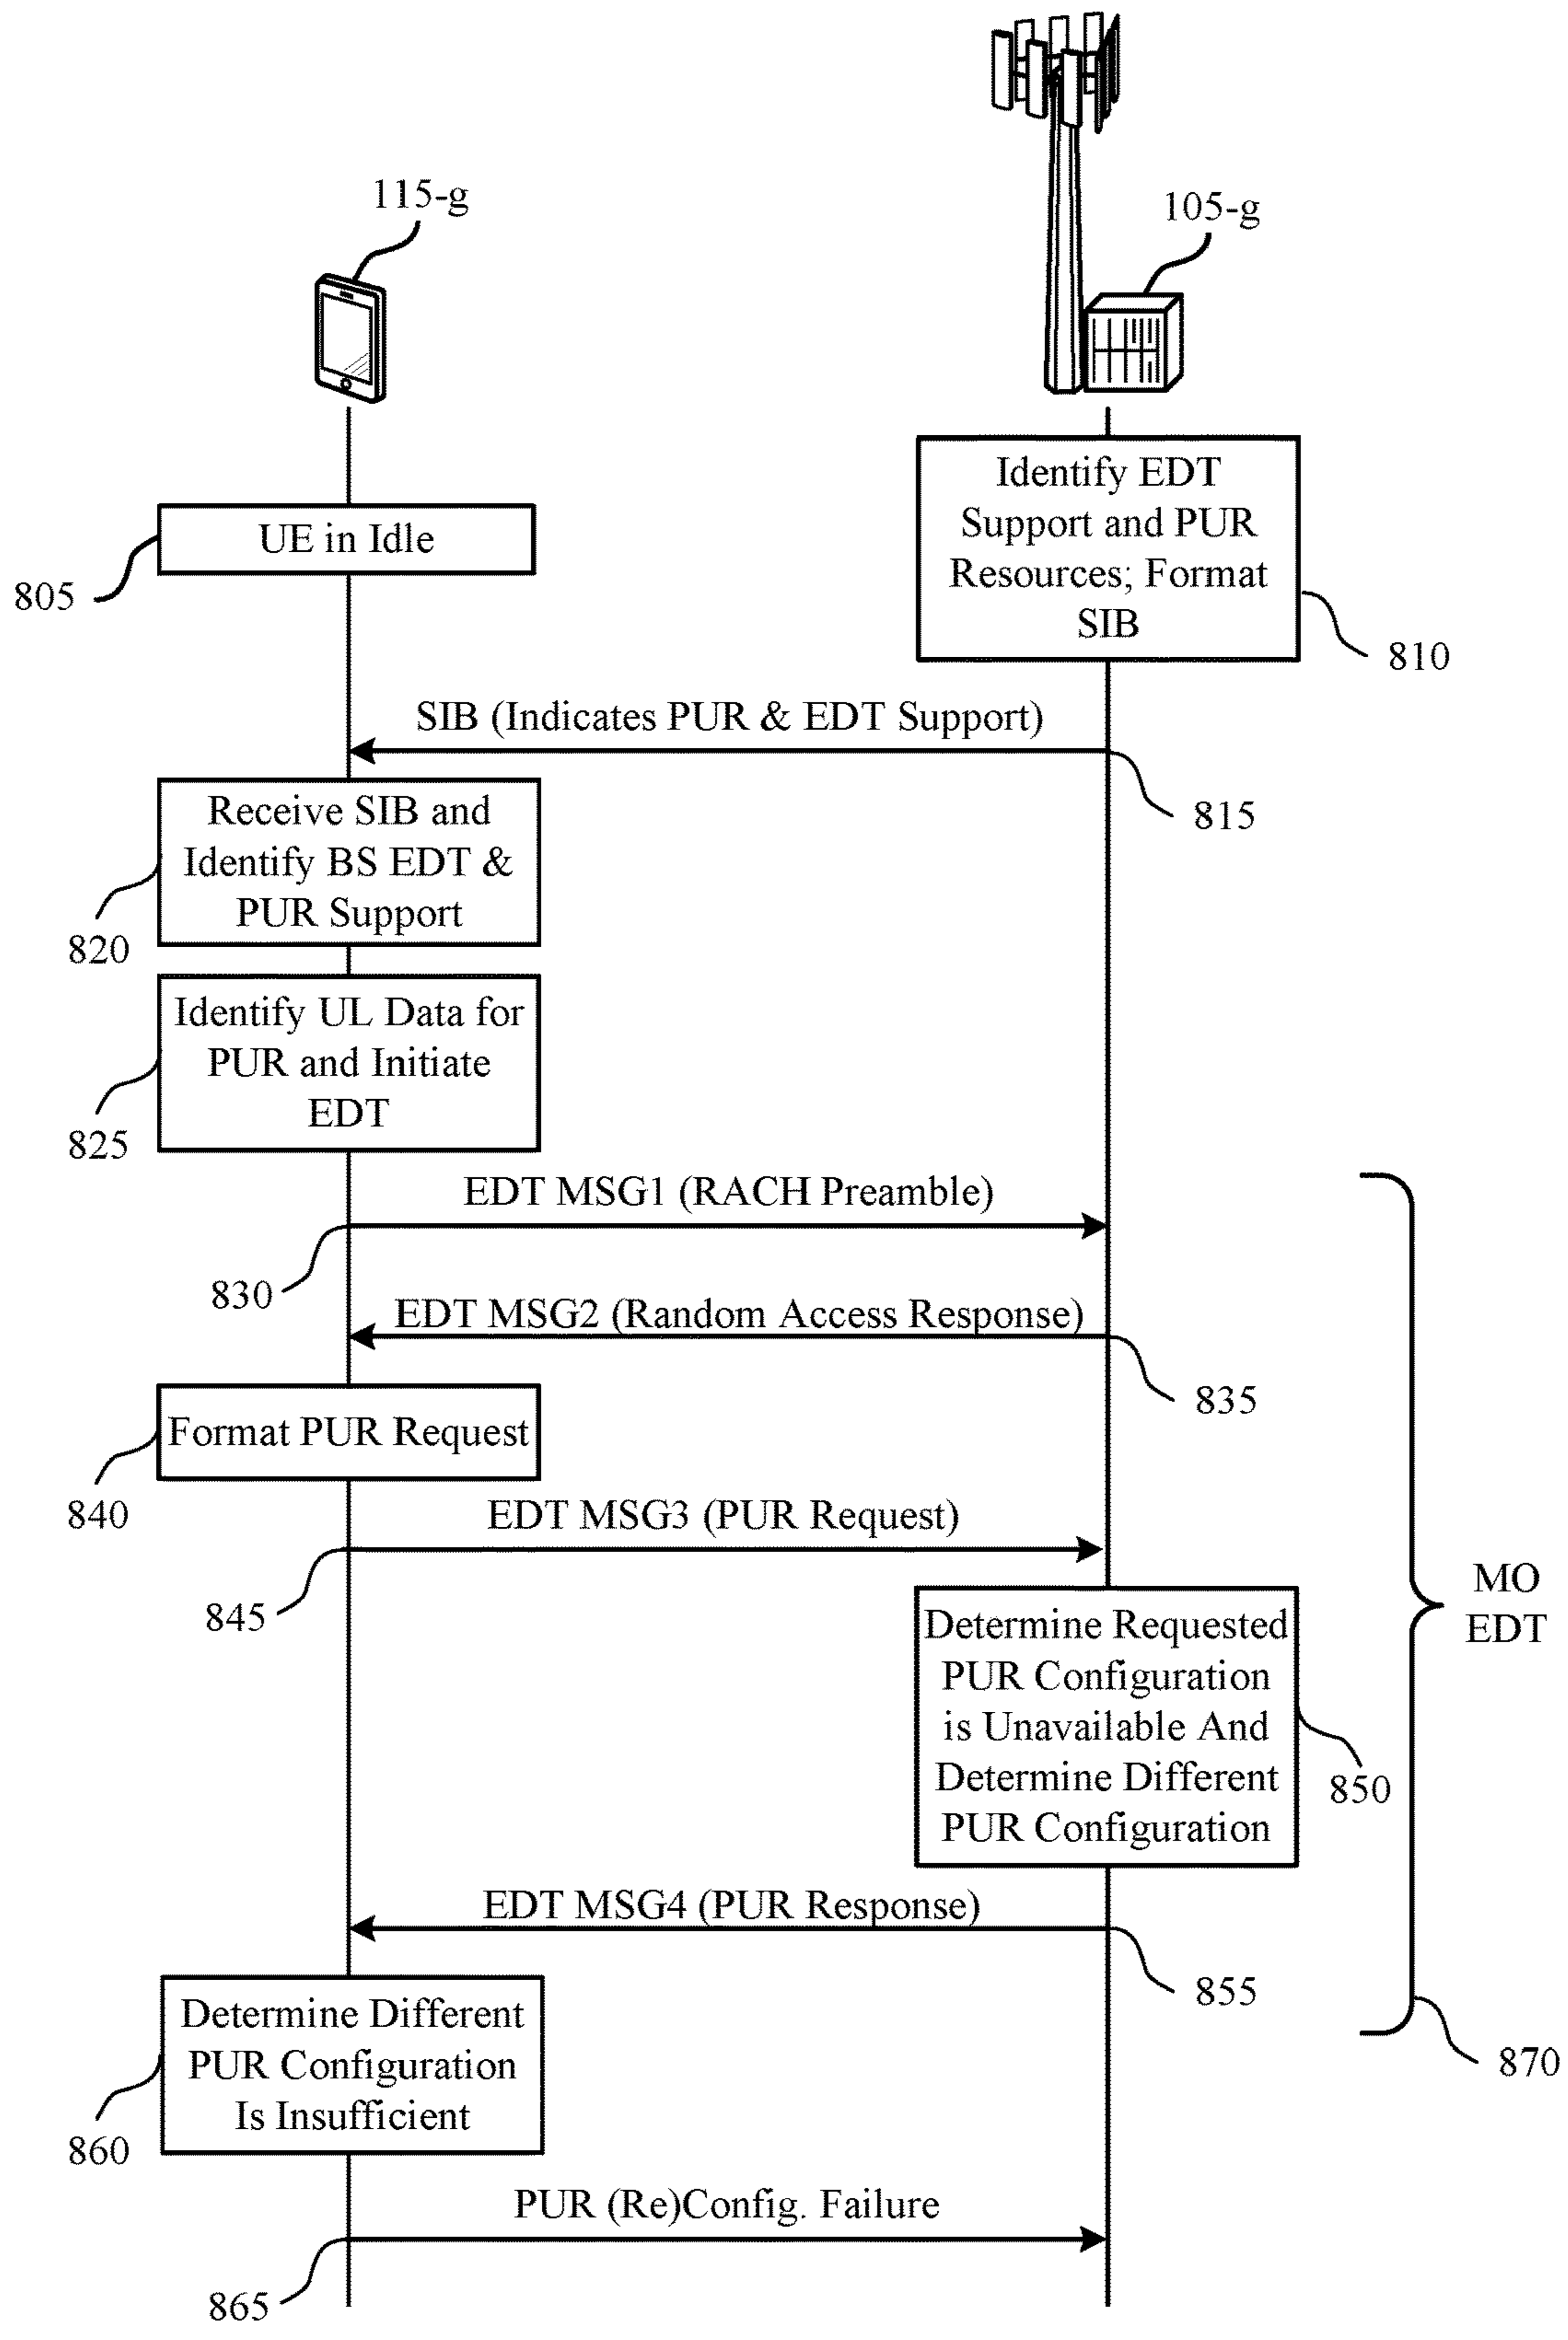 115-g
105-g
Identify EDT
Support and PUR
Resources; Format
SIB
810
UE in Idle
805
SIB (Indicates PUR & EDT Support)
815
Receive SIB and
Identify BS EDT &
PUR Support
820
Identify UL Data for
PUR and Initiate
EDT
825
EDT MSG1 (RACH Preamble)
830
EDT MSG2 (Random Access Response)
835
Format PUR Request
840
EDT MSG3 (PUR Request)
845
Determine Requested
PUR Configuration
is Unavailable And
Determine Different
PUR Configuration
850
MO
EDT
EDT MSG4 (PUR Response)
855
870
Determine Different
PUR Configuration
Is Insufficient
860
PUR (Re)Config. Failure
865